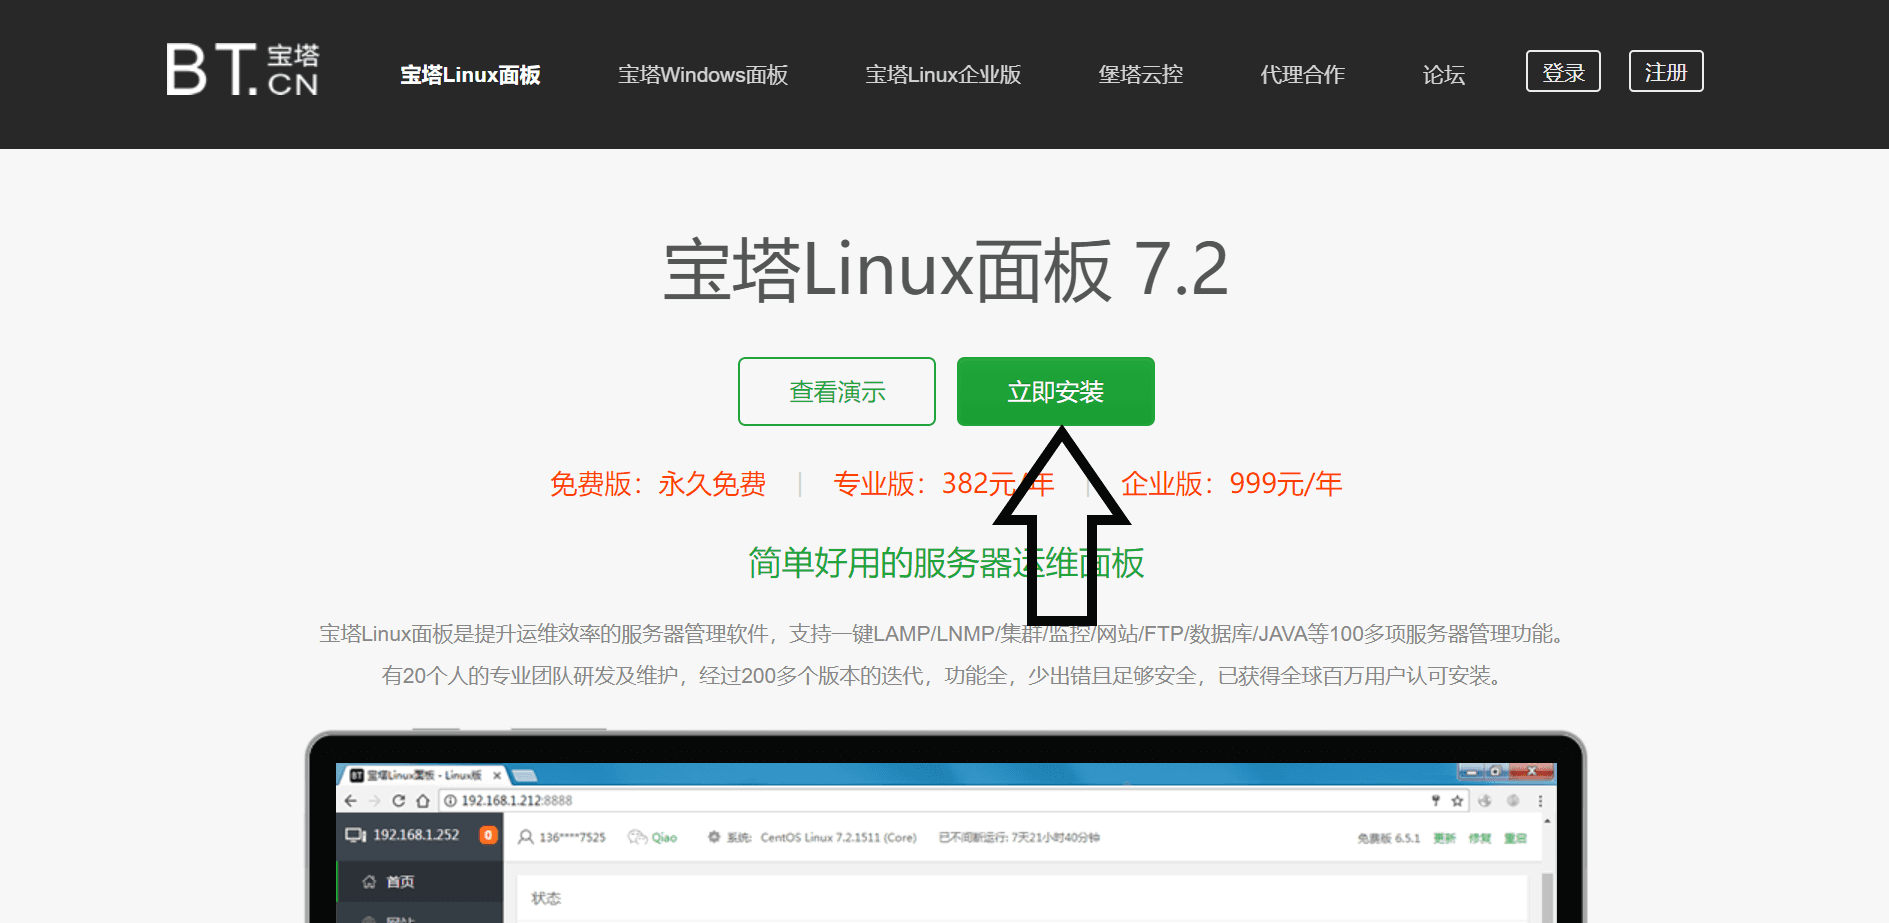 BT.CN 宝塔
宝塔Linux面板 宝塔Windows面板 宝塔Linux企业版 堡塔云控 代理合作 论坛 登录 注册
宝塔Linux面板 7.2
查看演示 立即安装
免费版：永久免费 | 专业版：382元/年 | 企业版：999元/年
简单好用的服务器运维面板
宝塔Linux面板是提升运维效率的服务器管理软件，支持一键LAMP/LNMP/集群/监控/网站/FTP/数据库/JAVA等100多项服务器管理功能。
有20个人的专业团队研发及维护，经过200多个版本的迭代，功能全，少出错且足够安全，已获得全球百万用户认可安装。
BT 宝塔Linux面板 - Linux版
192.168.1.212:8888
192.168.1.252 0 136****7525 Qiao 系统: CentOS Linux 7.2.1511 (Core) 已不间断运行: 7天21小时40分钟 免费版 6.5.1 更新 修复 重启
首页
状态
网站